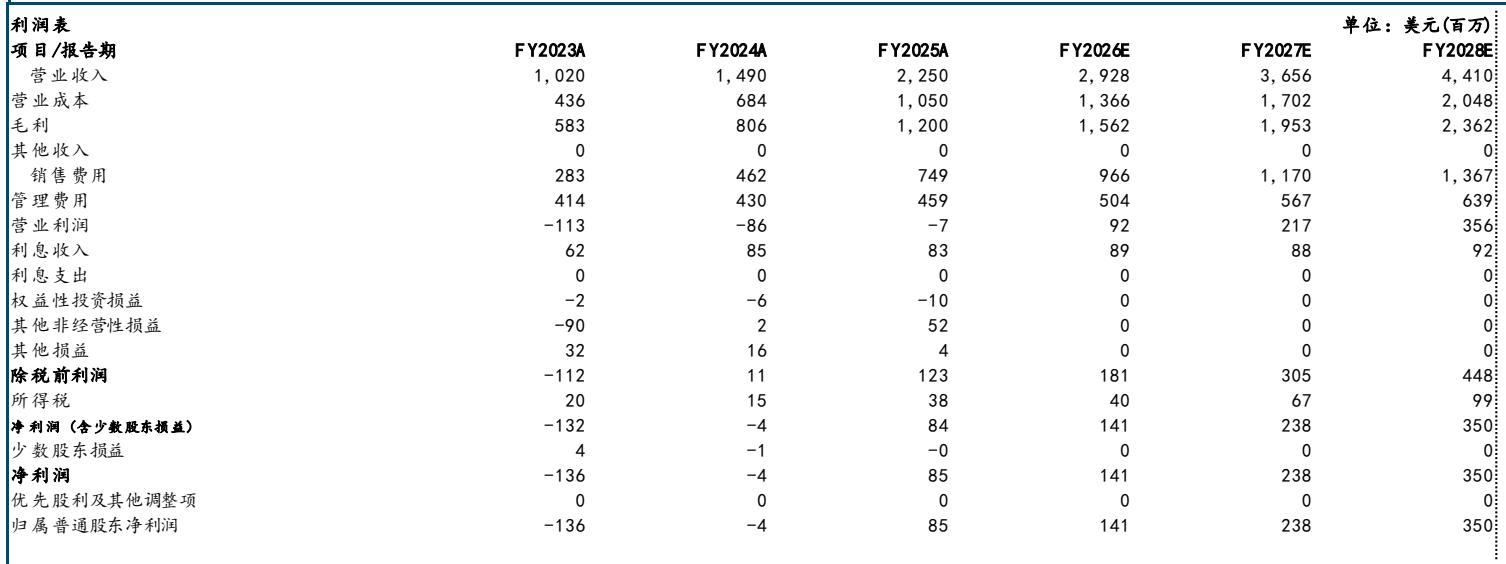 利润表 单位：美元(百万)
项目/报告期 FY2023A FY2024A FY2025A FY2026E FY2027E FY2028E
营业收入 1,020 1,490 2,250 2,928 3,656 4,410
营业成本 436 684 1,050 1,366 1,702 2,048
毛利 583 806 1,200 1,562 1,953 2,362
其他收入 0 0 0 0 0 0
销售费用 283 462 749 966 1,170 1,367
管理费用 414 430 459 504 567 639
营业利润 -113 -86 -7 92 217 356
利息收入 62 85 83 89 88 92
利息支出 0 0 0 0 0 0
权益性投资损益 -2 -6 -10 0 0 0
其他非经营性损益 -90 2 52 0 0 0
其他损益 32 16 4 0 0 0
除税前利润 -112 11 123 181 305 448
所得税 20 15 38 40 67 99
净利润（含少数股东损益） -132 -4 84 141 238 350
少数股东损益 4 -1 -0 0 0 0
净利润 -136 -4 85 141 238 350
优先股利及其他调整项 0 0 0 0 0 0
归属普通股东净利润 -136 -4 85 141 238 350